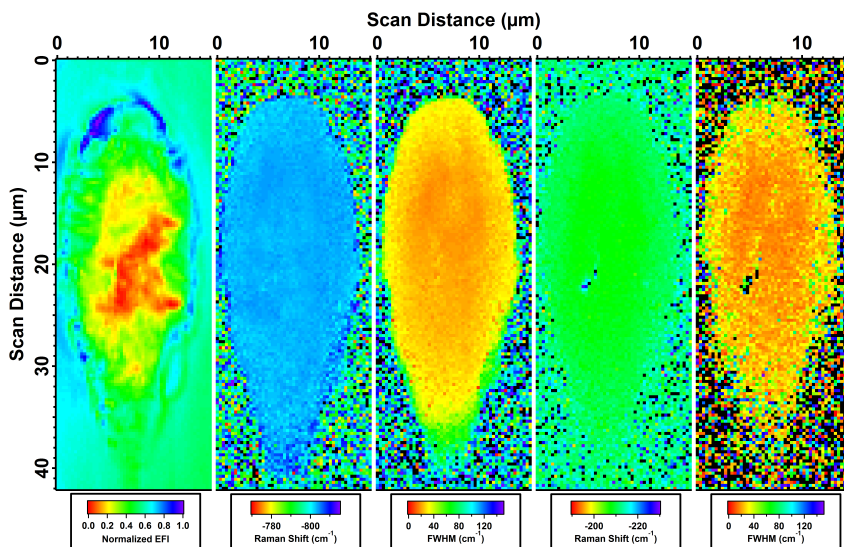 Scan Distance (µm)
0 10 0 10 0 10 0 10 0 10
Scan Distance (µm)
0
10
20
30
40
0.0 0.2 0.4 0.6 0.8 1.0
Normalized EFI
-780 -800
Raman Shift (cm⁻¹)
0 40 80 120
FWHM (cm⁻¹)
-200 -220
Raman Shift (cm⁻¹)
0 40 80 120
FWHM (cm⁻¹)